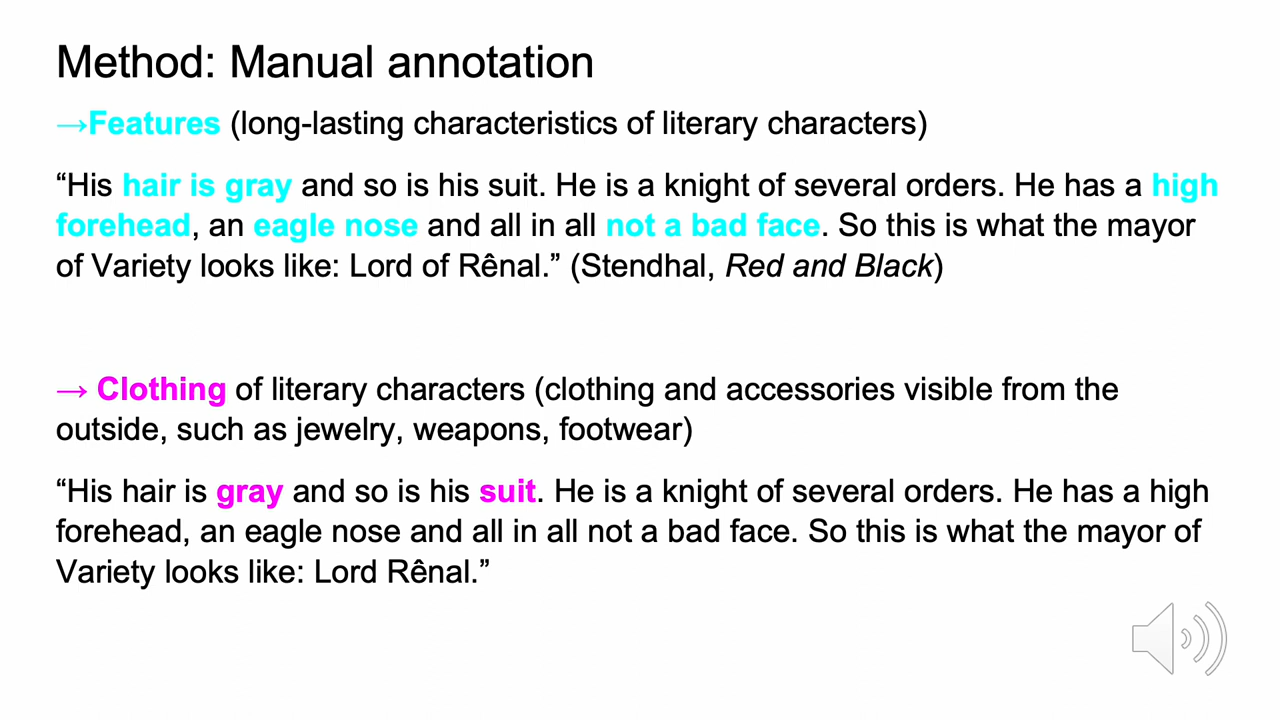 Method: Manual annotation
→Features (long-lasting characteristics of literary characters)
“His hair is gray and so is his suit. He is a knight of several orders. He has a high
forehead, an eagle nose and all in all not a bad face. So this is what the mayor
of Variety looks like: Lord of Rênal.” (Stendhal, Red and Black)
→ Clothing of literary characters (clothing and accessories visible from the
outside, such as jewelry, weapons, footwear)
“His hair is gray and so is his suit. He is a knight of several orders. He has a high
forehead, an eagle nose and all in all not a bad face. So this is what the mayor of
Variety looks like: Lord Rênal.”